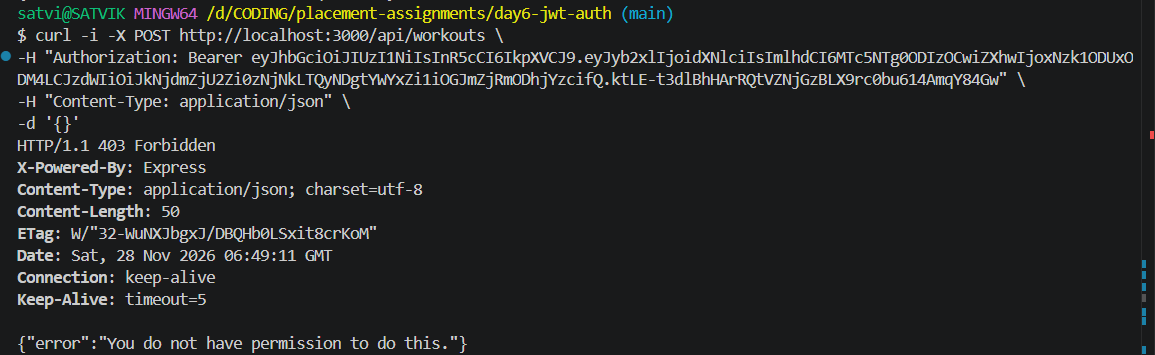 satvi@SATVIK MINGW64 /d/CODING/placement-assignments/day6-jwt-auth (main)
$ curl -i -X POST http://localhost:3000/api/workouts \
-H "Authorization: Bearer eyJhbGciOiJIUzI1NiIsInR5cCI6IkpXVCJ9.eyJyb2xlIjoidXNlciIsImlhdCI6MTc5NTg0ODIzOCwiZXhwIjoxNzk1ODUxO
DM4LCJzdWIiOiJkNjdmZjU2Zi0zNjNkLTQyNDgtYWYxZi1iOGJmZjRmODhjYzcifQ.ktLE-t3dlBhHArRQtVZNjGzBLX9rc0bu614AmqY84Gw" \
-H "Content-Type: application/json" \
-d '{}'
HTTP/1.1 403 Forbidden
X-Powered-By: Express
Content-Type: application/json; charset=utf-8
Content-Length: 50
ETag: W/"32-WuNXJbgxJ/DBQHb0LSxit8crKoM"
Date: Sat, 28 Nov 2026 06:49:11 GMT
Connection: keep-alive
Keep-Alive: timeout=5
{"error":"You do not have permission to do this."}